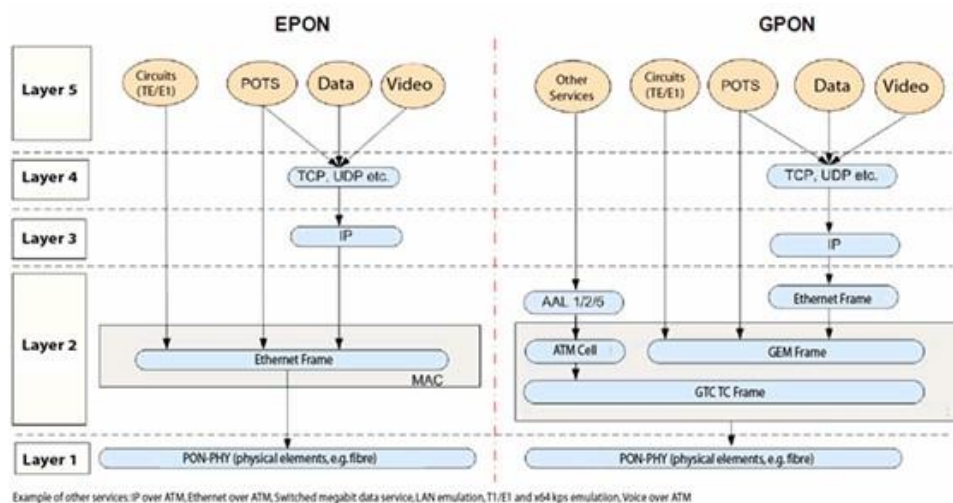 EPON
GPON
Layer 5
Circuits
(TE/E1)
POTS
Data
Video
Other
Services
Circuits
(TE/E1)
POTS
Data
Video
Layer 4
TCP, UDP etc.
TCP, UDP etc.
Layer 3
IP
IP
Layer 2
AAL 1/2/5
Ethernet Frame
Ethernet Frame
MAC
ATM Cell
GEM Frame
GTC TC Frame
Layer 1
PON-PHY (physical elements, e.g. fibre)
PON-PHY (physical elements, e.g. fibre)
Example of other services: IP over ATM, Ethernet over ATM, Switched megabit data service, LAN emulation, T1/E1 and x64 kps emulation, Voice over ATM